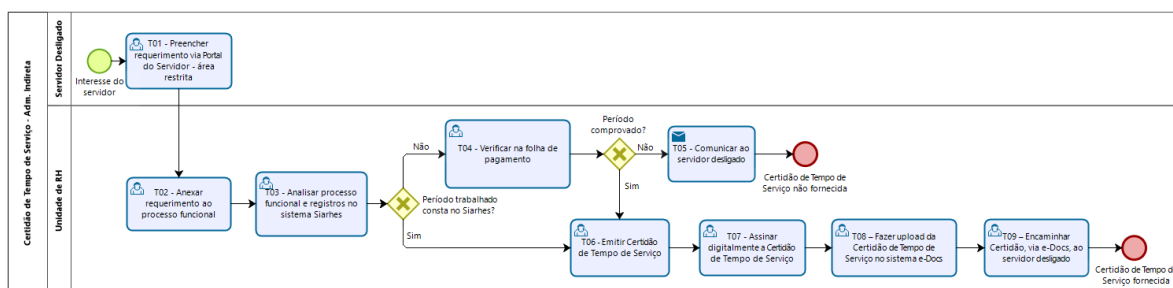 Certidão de Tempo de Serviço - Adm. Indireta
Servidor Desligado
Interesse do
servidor
T01 - Preencher
requerimento via Portal
do Servidor - área
restrita
Unidade de RH
T02 - Anexar
requerimento ao
processo funcional
T03 - Analisar processo
funcional e registros no
sistema Siarhes
Período trabalhado
consta no Siarhes?
Não
Sim
T04 - Verificar na folha de
pagamento
Período
comprovado?
Não
Sim
T05 - Comunicar ao
servidor desligado
Certidão de Tempo de
Serviço não fornecida
T06 - Emitir Certidão
de Tempo de Serviço
T07 - Assinar
digitalmente a Certidão
de Tempo de Serviço
T08 – Fazer upload da
Certidão de Tempo de
Serviço no sistema e-Docs
T09 – Encaminhar
Certidão, via e-Docs, ao
servidor desligado
Certidão de Tempo de
Serviço fornecida